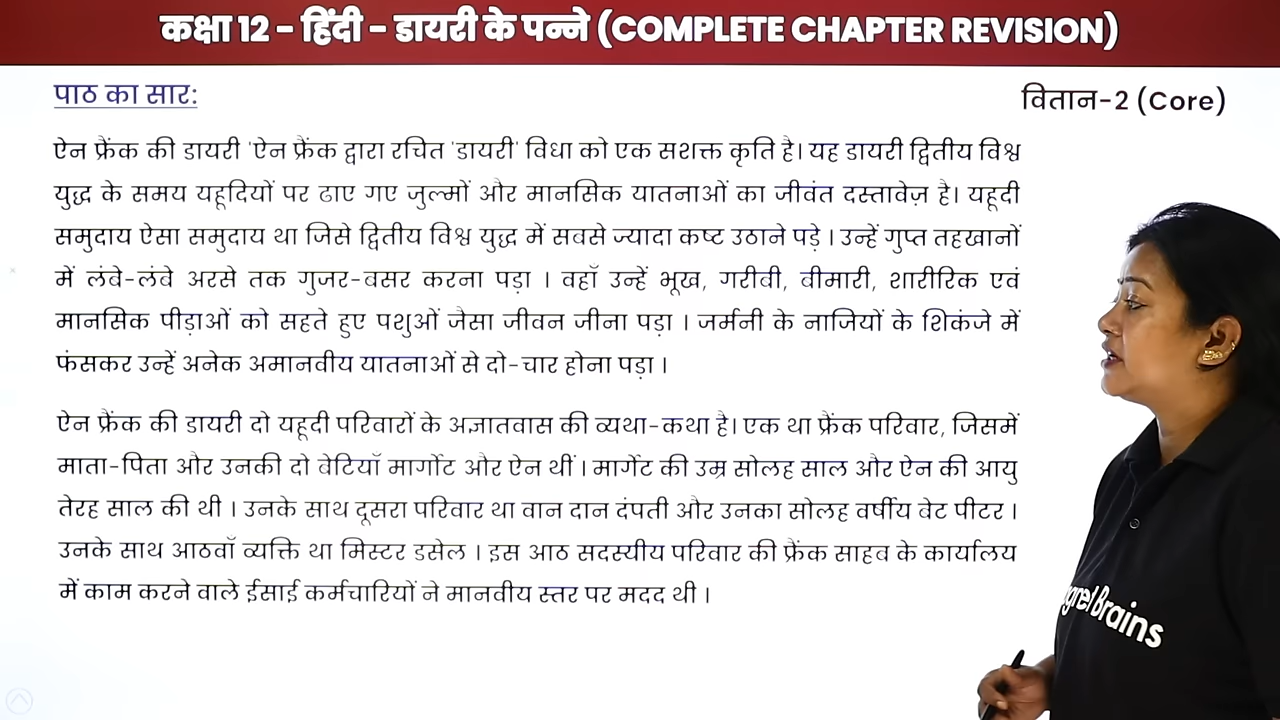 कक्षा 12 - हिंदी - डायरी के पन्ने (COMPLETE CHAPTER REVISION)
पाठ का सार:
वितान-2 (Core)
ऐन फ्रैंक की डायरी 'ऐन फ्रैंक द्वारा रचित 'डायरी' विधा को एक सशक्त कृति है। यह डायरी द्वितीय विश्व
युद्ध के समय यहूदियों पर ढाए गए जुल्मों और मानसिक यातनाओं का जीवंत दस्तावेज़ है। यहूदी
समुदाय ऐसा समुदाय था जिसे द्वितीय विश्व युद्ध में सबसे ज्यादा कष्ट उठाने पड़े । उन्हें गुप्त तहखानों
में लंबे-लंबे अरसे तक गुजर-बसर करना पड़ा । वहाँ उन्हें भूख, गरीबी, बीमारी, शारीरिक एवं
मानसिक पीड़ाओं को सहते हुए पशुओं जैसा जीवन जीना पड़ा । जर्मनी के नाजियों के शिकंजे में
फंसकर उन्हें अनेक अमानवीय यातनाओं से दो-चार होना पड़ा ।
ऐन फ्रैंक की डायरी दो यहूदी परिवारों के अज्ञातवास की व्यथा-कथा है। एक था फ्रैंक परिवार, जिसमें
माता-पिता और उनकी दो बेटियाँ मार्गोट और ऐन थीं । मार्गेट की उम्र सोलह साल और ऐन की आयु
तेरह साल की थी । उनके साथ दूसरा परिवार था वान दान दंपती और उनका सोलह वर्षीय बेट पीटर ।
उनके साथ आठवाँ व्यक्ति था मिस्टर डसेल । इस आठ सदस्यीय परिवार की फ्रैंक साहब के कार्यालय
में काम करने वाले ईसाई कर्मचारियों ने मानवीय स्तर पर मदद थी ।
Brains